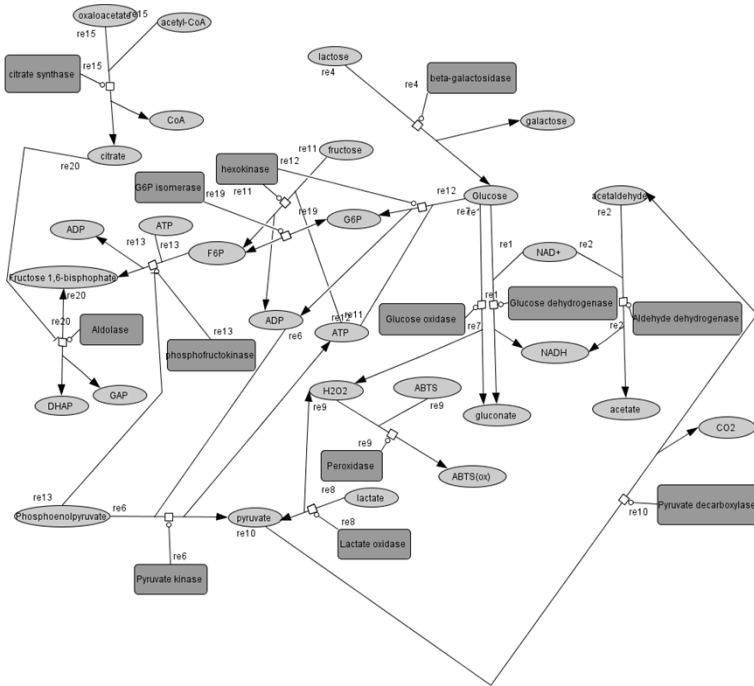 oxaloacetate re15 acetyl-CoA
re15
citrate synthase re15
CoA
citrate
re20
lactose
re4
re4 beta-galactosidase
galactose
re11 fructose
hexokinase re12
G6P isomerase re11
re19
re19 G6P
re12 Glucose
re7
acetaldehyde
re2
ADP ATP
re13 re13
F6P
Fructose 1,6-bisphophate
re20
re20
Aldolase
re13
phosphofructokinase
ADP
re6
re11
ATP
re1 NAD+ re2
re1
Glucose oxidase Glucose dehydrogenase
re7
re2 Aldehyde dehydrogenase
NADH
DHAP GAP
H2O2 ABTS
re9 re9
re9
Peroxidase
ABTS(ox)
gluconate
acetate
CO2
re13
Phosphoenolpyruvate
re6
pyruvate
re10
re8 lactate
re8
Lactate oxidase
re10 Pyruvate decarboxylase
re6
Pyruvate kinase